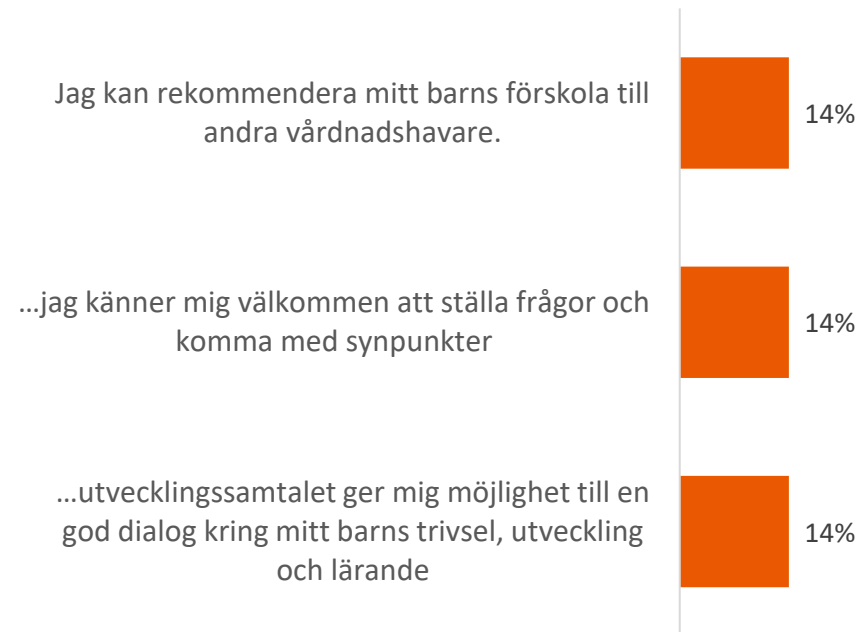 Jag kan rekommendera mitt barns förskola till
andra vårdnadshavare.
14%
...jag känner mig välkommen att ställa frågor och
komma med synpunkter
14%
...utvecklingssamtalet ger mig möjlighet till en
god dialog kring mitt barns trivsel, utveckling
och lärande
14%